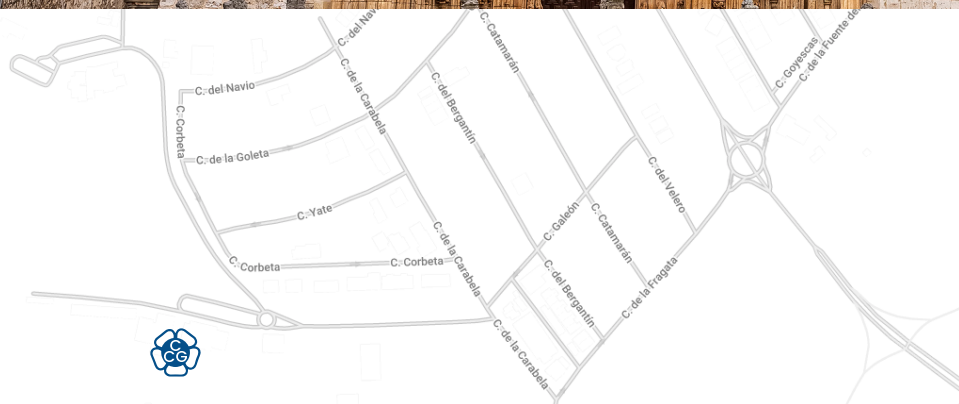 C. del Nav
C. Catamarán
C. Goyescas
C. de la Fuente de
C. del Navio
C. de la Carabela
C. del Bergantín
C. Corbeta
C. de la Goleta
C. del Velero
C. Yate
C. Galeón
C. Catamarán
C. de la Carabela
C. Corbeta
C. Corbeta
C. del Bergantín
C. de la Fragata
C. de la Carabela
C
CG